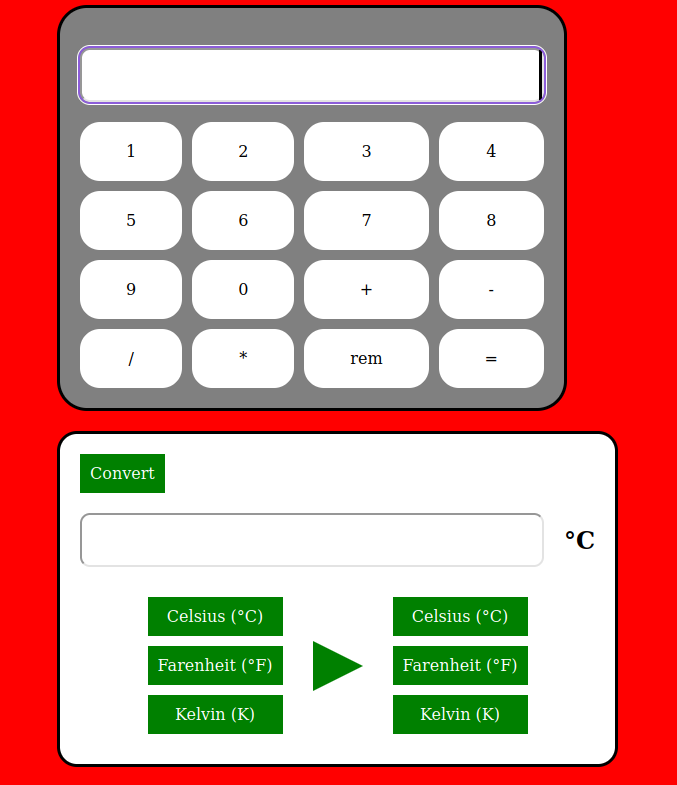 1 2 3 4
5 6 7 8
9 0 + -
/ * rem =
Convert
°C
Celsius (°C) Celsius (°C)
Farenheit (°F) Farenheit (°F)
Kelvin (K) Kelvin (K)